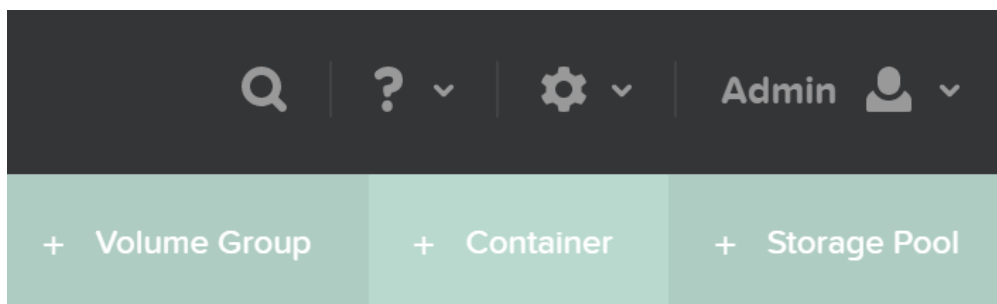 ? Admin
+ Volume Group + Container + Storage Pool